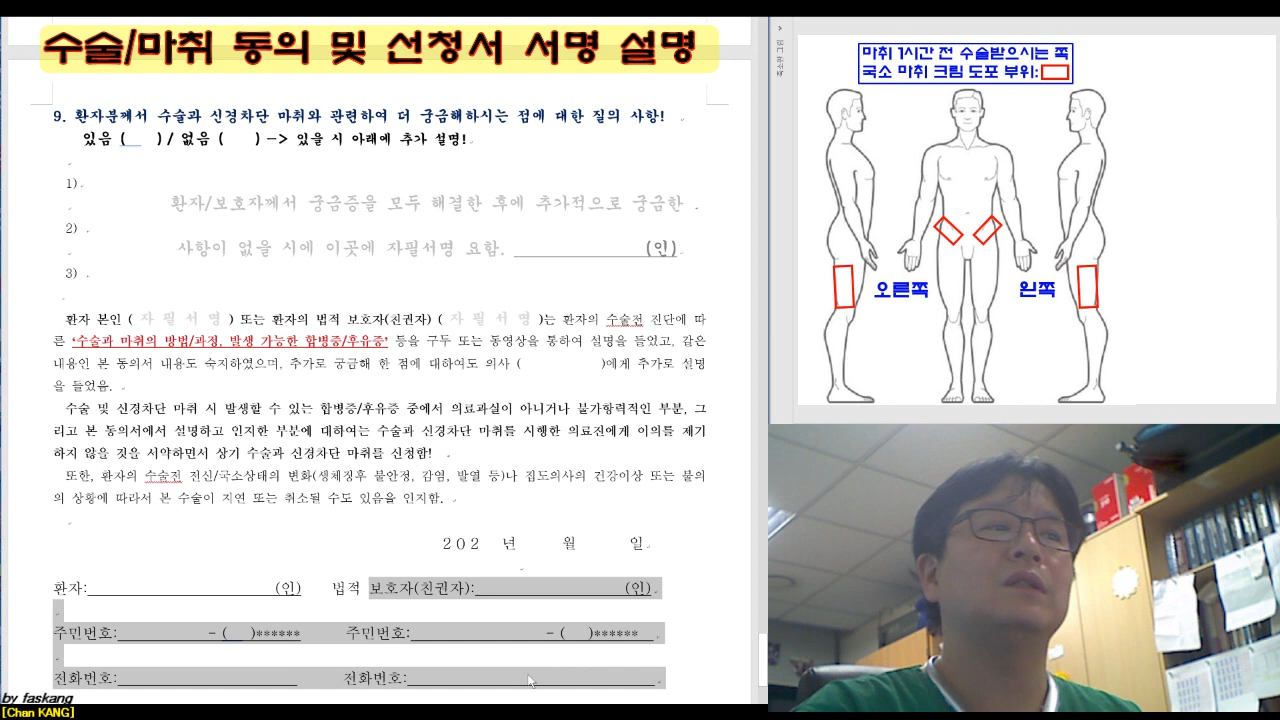 수술/마취 동의 및 신청서 서명 설명
9. 환자분께서 수술과 신경차단 마취와 관련하여 더 궁금해하시는 점에 대한 질의 사항!
있음 (   ) / 없음 (   ) -> 있을 시 아래에 추가 설명!
1)
환자/보호자께서 궁금증을 모두 해결한 후에 추가적으로 궁금한
2)
사항이 없을 시에 이곳에 자필서명 요함. ______________(인)
3)
환자 본인 ( 자 필 서 명 ) 또는 환자의 법적 보호자(친권자) ( 자 필 서 명 )는 환자의 수술전 진단에 따
른 ‘수술과 마취의 방법/과정, 발생 가능한 합병증/후유증’ 등을 구두 또는 동영상을 통하여 설명을 들었고, 같은
내용인 본 동의서 내용도 숙지하였으며, 추가로 궁금해 한 점에 대하여도 의사 (          )에게 추가로 설명
을 들었음.
수술 및 신경차단 마취 시 발생할 수 있는 합병증/후유증 중에서 의료과실이 아니거나 불가항력적인 부분, 그
리고 본 동의서에서 설명하고 인지한 부분에 대하여는 수술과 신경차단 마취를 시행한 의료진에게 이의를 제기
하지 않을 것을 서약하면서 상기 수술과 신경차단 마취를 신청함!
또한, 환자의 수술전 전신/국소상태의 변화(생체징후 불안정, 감염, 발열 등)나 집도의사의 건강이상 또는 불의
의 상황에 따라서 본 수술이 지연 또는 취소될 수도 있음을 인지함.
202   년     월     일
환자:____________________(인) 법적 보호자(친권자):________________(인)
주민번호:__________ - (   )****** 주민번호:______________ - (   )******
전화번호:____________________ 전화번호:____________________
by faskang
[Chan KANG]
마취 1시간 전 수술받으시는 쪽
국소 마취 크림 도포 부위:
오른쪽 왼쪽